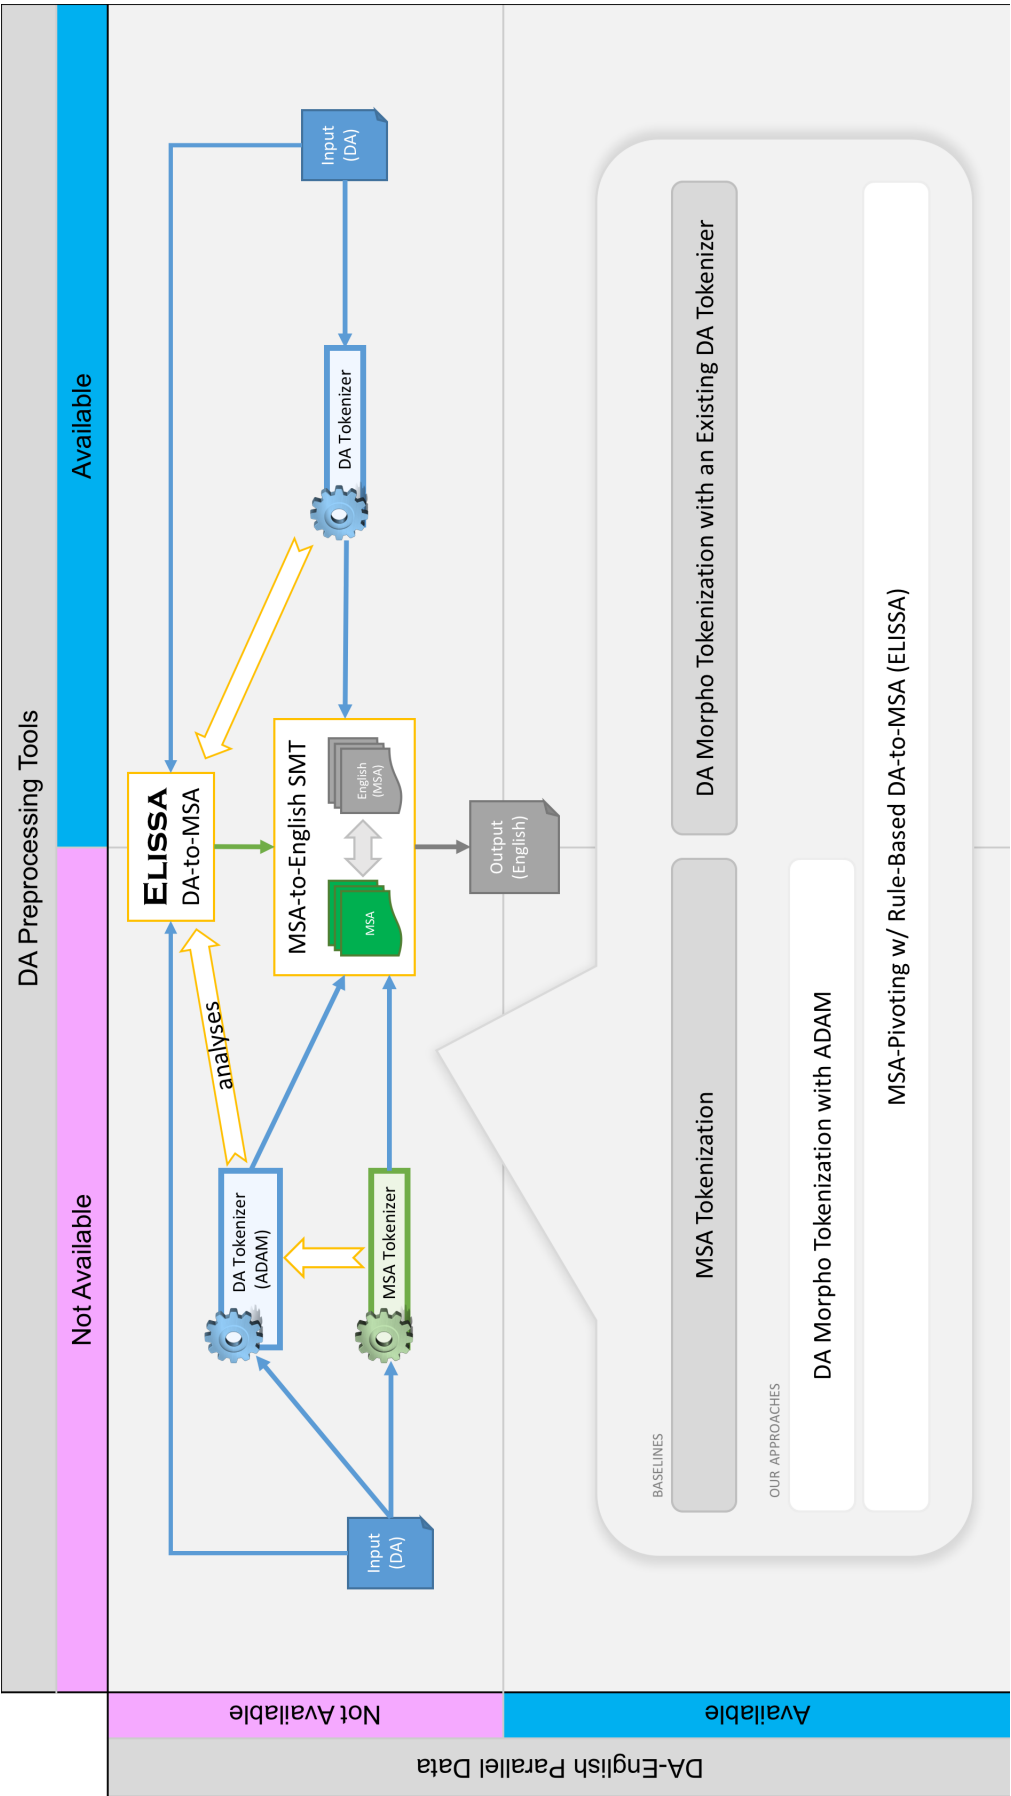 DA Preprocessing Tools
Not Available
Available
DA-English Parallel Data
Not Available
Available
Input
(DA)
DA Tokenizer
(ADAM)
MSA Tokenizer
analyses
ELISSA
DA-to-MSA
MSA-to-English SMT
MSA
English
(MSA)
Output
(English)
DA Tokenizer
Input
(DA)
BASELINES
MSA Tokenization
DA Morpho Tokenization with an Existing DA Tokenizer
OUR APPROACHES
DA Morpho Tokenization with ADAM
MSA-Pivoting w/ Rule-Based DA-to-MSA (ELISSA)